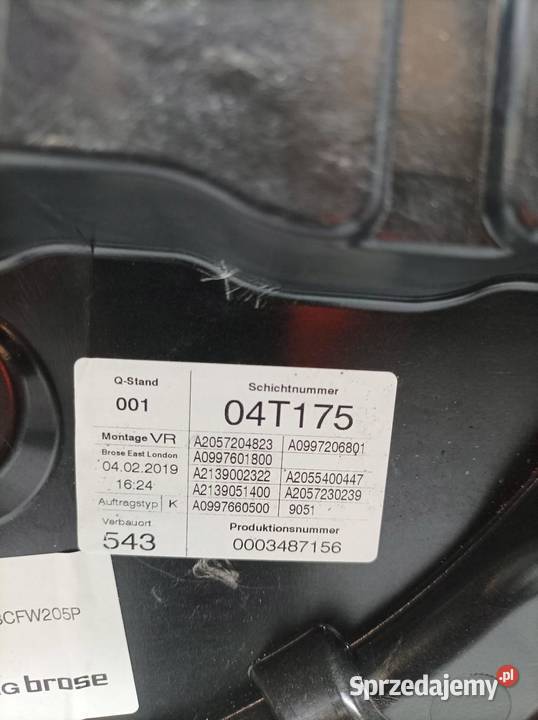 Q-Stand
001
Schichtnummer
04T175
Montage VR
Brose East London
04.02.2019
16:24
A2057204823 A0997206801
A0997601800
A2139002322 A2055400447
A2139051400 A2057230239
A0997660500 9051
Auftragstyp K
Verbauort
543
Produktionsnummer
0003487156
CFW205P
brose
Sprzedajemy.pl